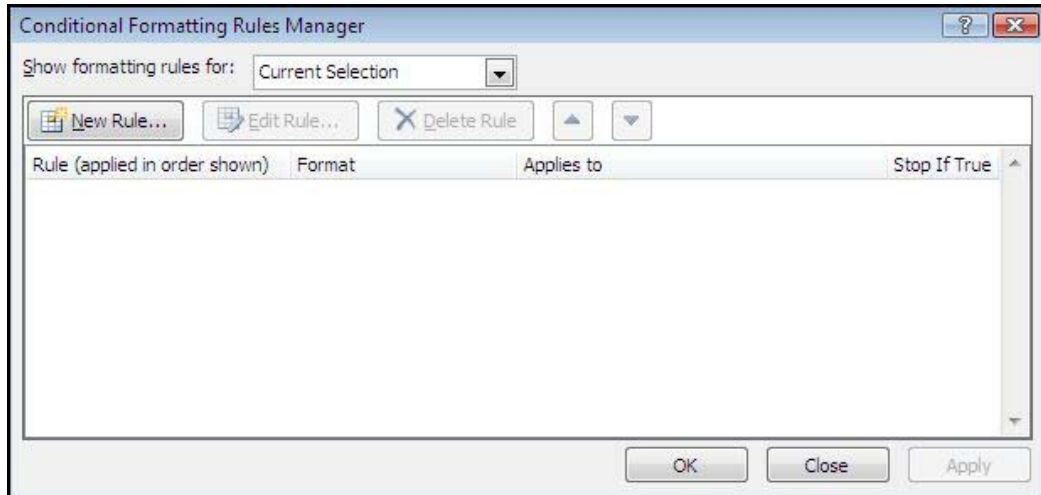 Conditional Formatting Rules Manager
Show formatting rules for: Current Selection
New Rule... Edit Rule... Delete Rule
Rule (applied in order shown) Format Applies to Stop If True
OK Close Apply